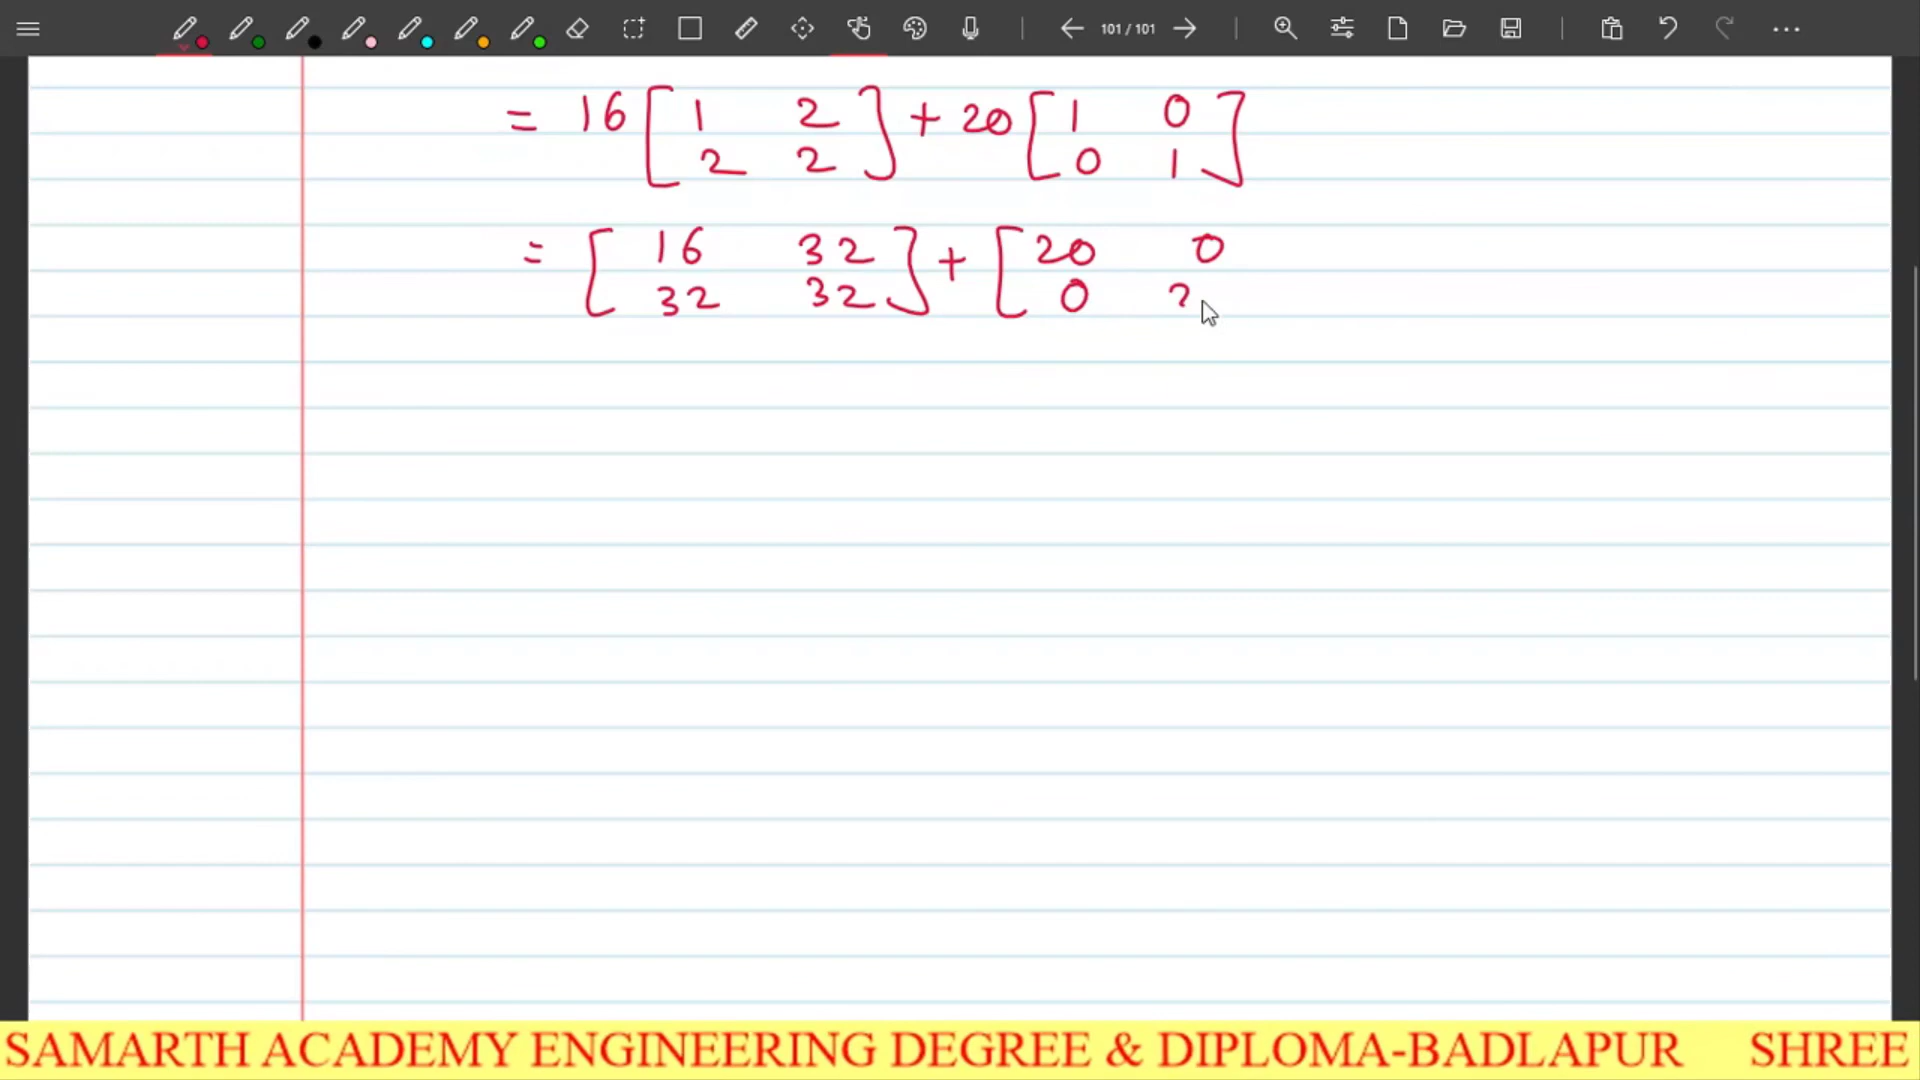 101 / 101
= 16 [ 1 2 ] + 20 [ 1 0 ]
2 2 0 1
= [ 16 32 ] + [ 20 0
32 32 0 2
SAMARTH ACADEMY ENGINEERING DEGREE & DIPLOMA-BADLAPUR SHREE